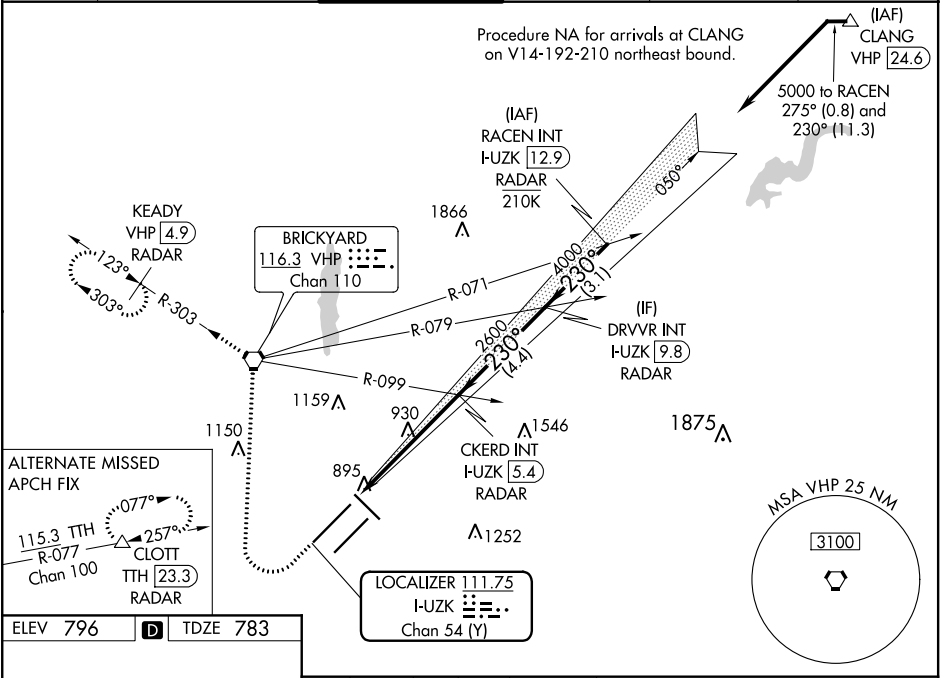 Procedure NA for arrivals at CLANG
on V14-192-210 northeast bound.
(IAF)
CLANG
VHP 24.6
5000 to RACEN
275° (0.8) and
230° (11.3)
(IAF)
RACEN INT
I-UZK 12.9
RADAR
210K
050°
KEADY
VHP 4.9
RADAR
123°
303°
R-303
BRICKYARD
116.3 VHP
Chan 110
1866
R-071
R-079
R-099
4000
230°
(3.1)
2600
230°
(4.4)
(IF)
DRVVR INT
I-UZK 9.8
RADAR
1159
930
1546
1875
1150
895
CKERD INT
I-UZK 5.4
RADAR
1252
ALTERNATE MISSED
APCH FIX
077°
257°
115.3 TTH
R-077
Chan 100
CLOTT
TTH 23.3
RADAR
LOCALIZER 111.75
I-UZK
Chan 54 (Y)
MSA VHP 25 NM
3100
ELEV 796 D TDZE 783